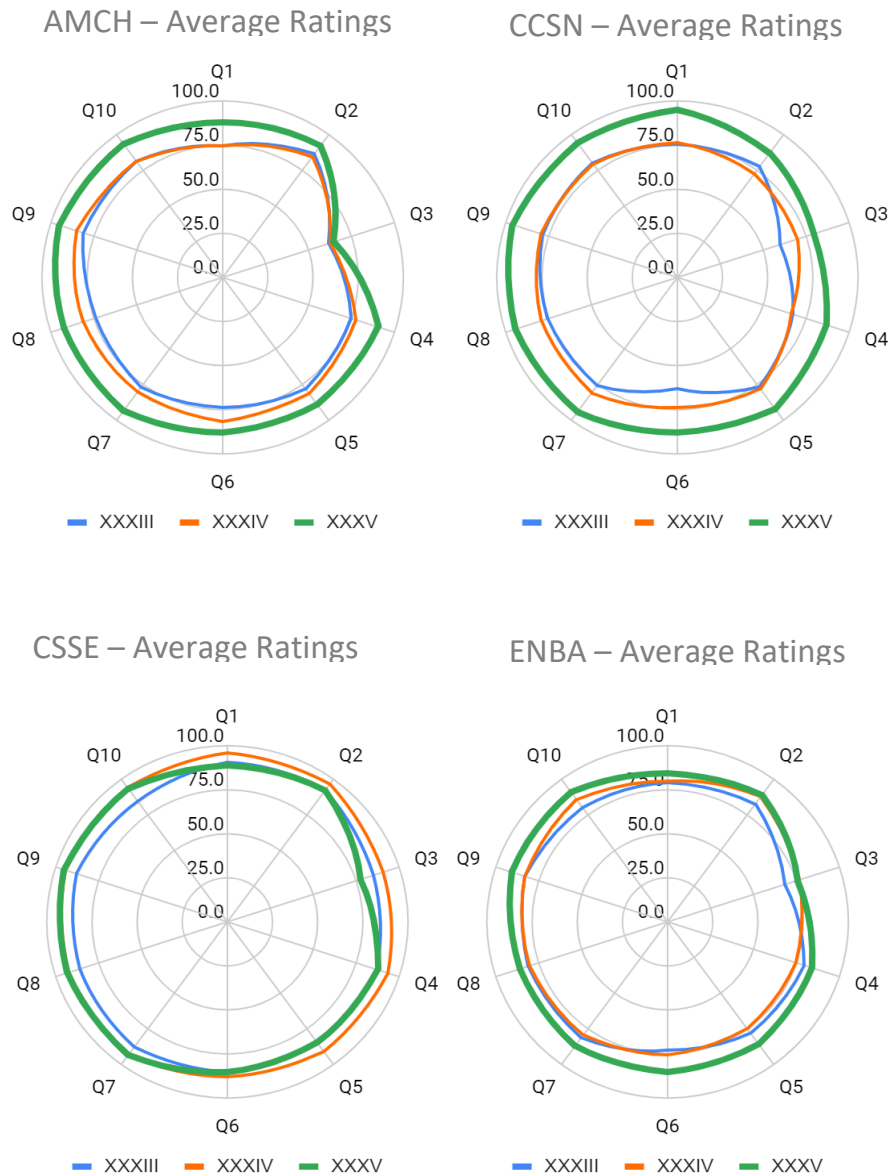 AMCH – Average Ratings
Q1
100.0
75.0
50.0
25.0
0.0
Q2
Q3
Q4
Q5
Q6
Q7
Q8
Q9
Q10
XXXIII XXXIV XXXV
CCSN – Average Ratings
Q1
100.0
75.0
50.0
25.0
0.0
Q2
Q3
Q4
Q5
Q6
Q7
Q8
Q9
Q10
XXXIII XXXIV XXXV
CSSE – Average Ratings
Q1
100.0
75.0
50.0
25.0
0.0
Q2
Q3
Q4
Q5
Q6
Q7
Q8
Q9
Q10
XXXIII XXXIV XXXV
ENBA – Average Ratings
Q1
100.0
75.0
50.0
25.0
0.0
Q2
Q3
Q4
Q5
Q6
Q7
Q8
Q9
Q10
XXXIII XXXIV XXXV